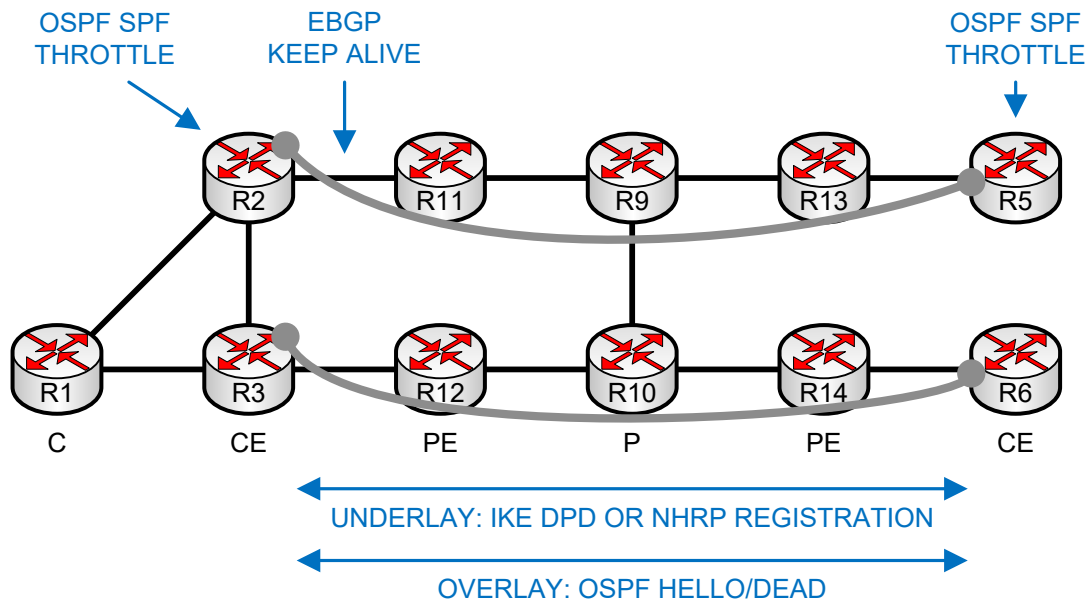 OSPF SPF
THROTTLE
EBGP
KEEP ALIVE
OSPF SPF
THROTTLE
R2
R11
R9
R13
R5
R1
R3
R12
R10
R14
R6
C
CE
PE
P
PE
CE
UNDERLAY: IKE DPD OR NHRP REGISTRATION
OVERLAY: OSPF HELLO/DEAD